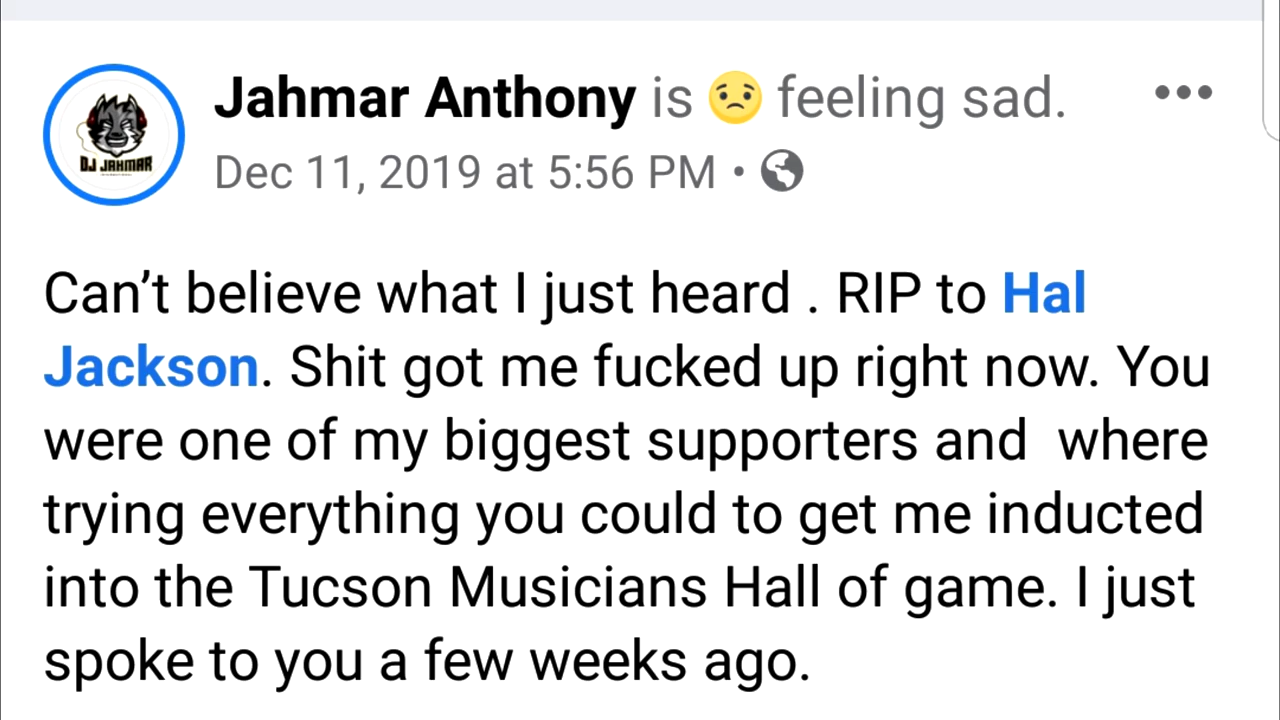 Jahmar Anthony is 😟 feeling sad.
Dec 11, 2019 at 5:56 PM •
DJ JAHMAR
Can't believe what I just heard . RIP to Hal
Jackson. Shit got me fucked up right now. You
were one of my biggest supporters and  where
trying everything you could to get me inducted
into the Tucson Musicians Hall of game. I just
spoke to you a few weeks ago.